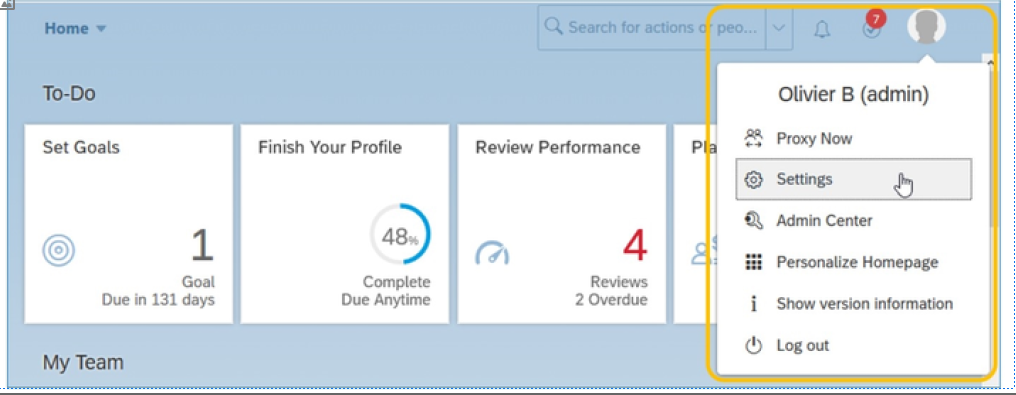 Home
Search for actions or peo...
7
To-Do
Set Goals
1
Goal
Due in 131 days
Finish Your Profile
48%
Complete
Due Anytime
Review Performance
4
Reviews
2 Overdue
Pla
Olivier B (admin)
Proxy Now
Settings
Admin Center
Personalize Homepage
Show version information
Log out
My Team